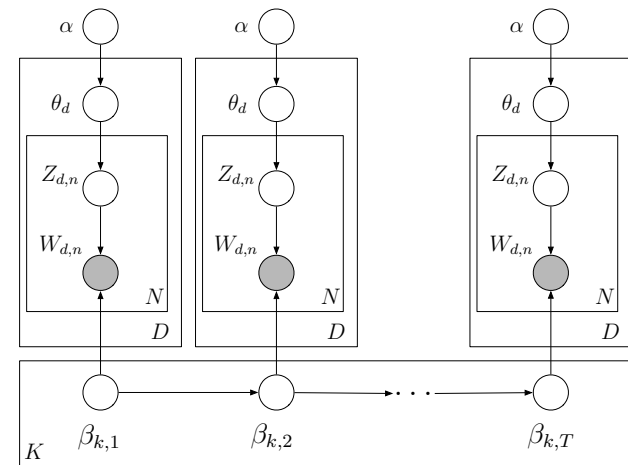 α α α
θ_d θ_d θ_d
Z_{d,n} Z_{d,n} Z_{d,n}
W_{d,n} W_{d,n} W_{d,n}
N N N
D D D
. . .
β_{k,1} β_{k,2} β_{k,T}
K